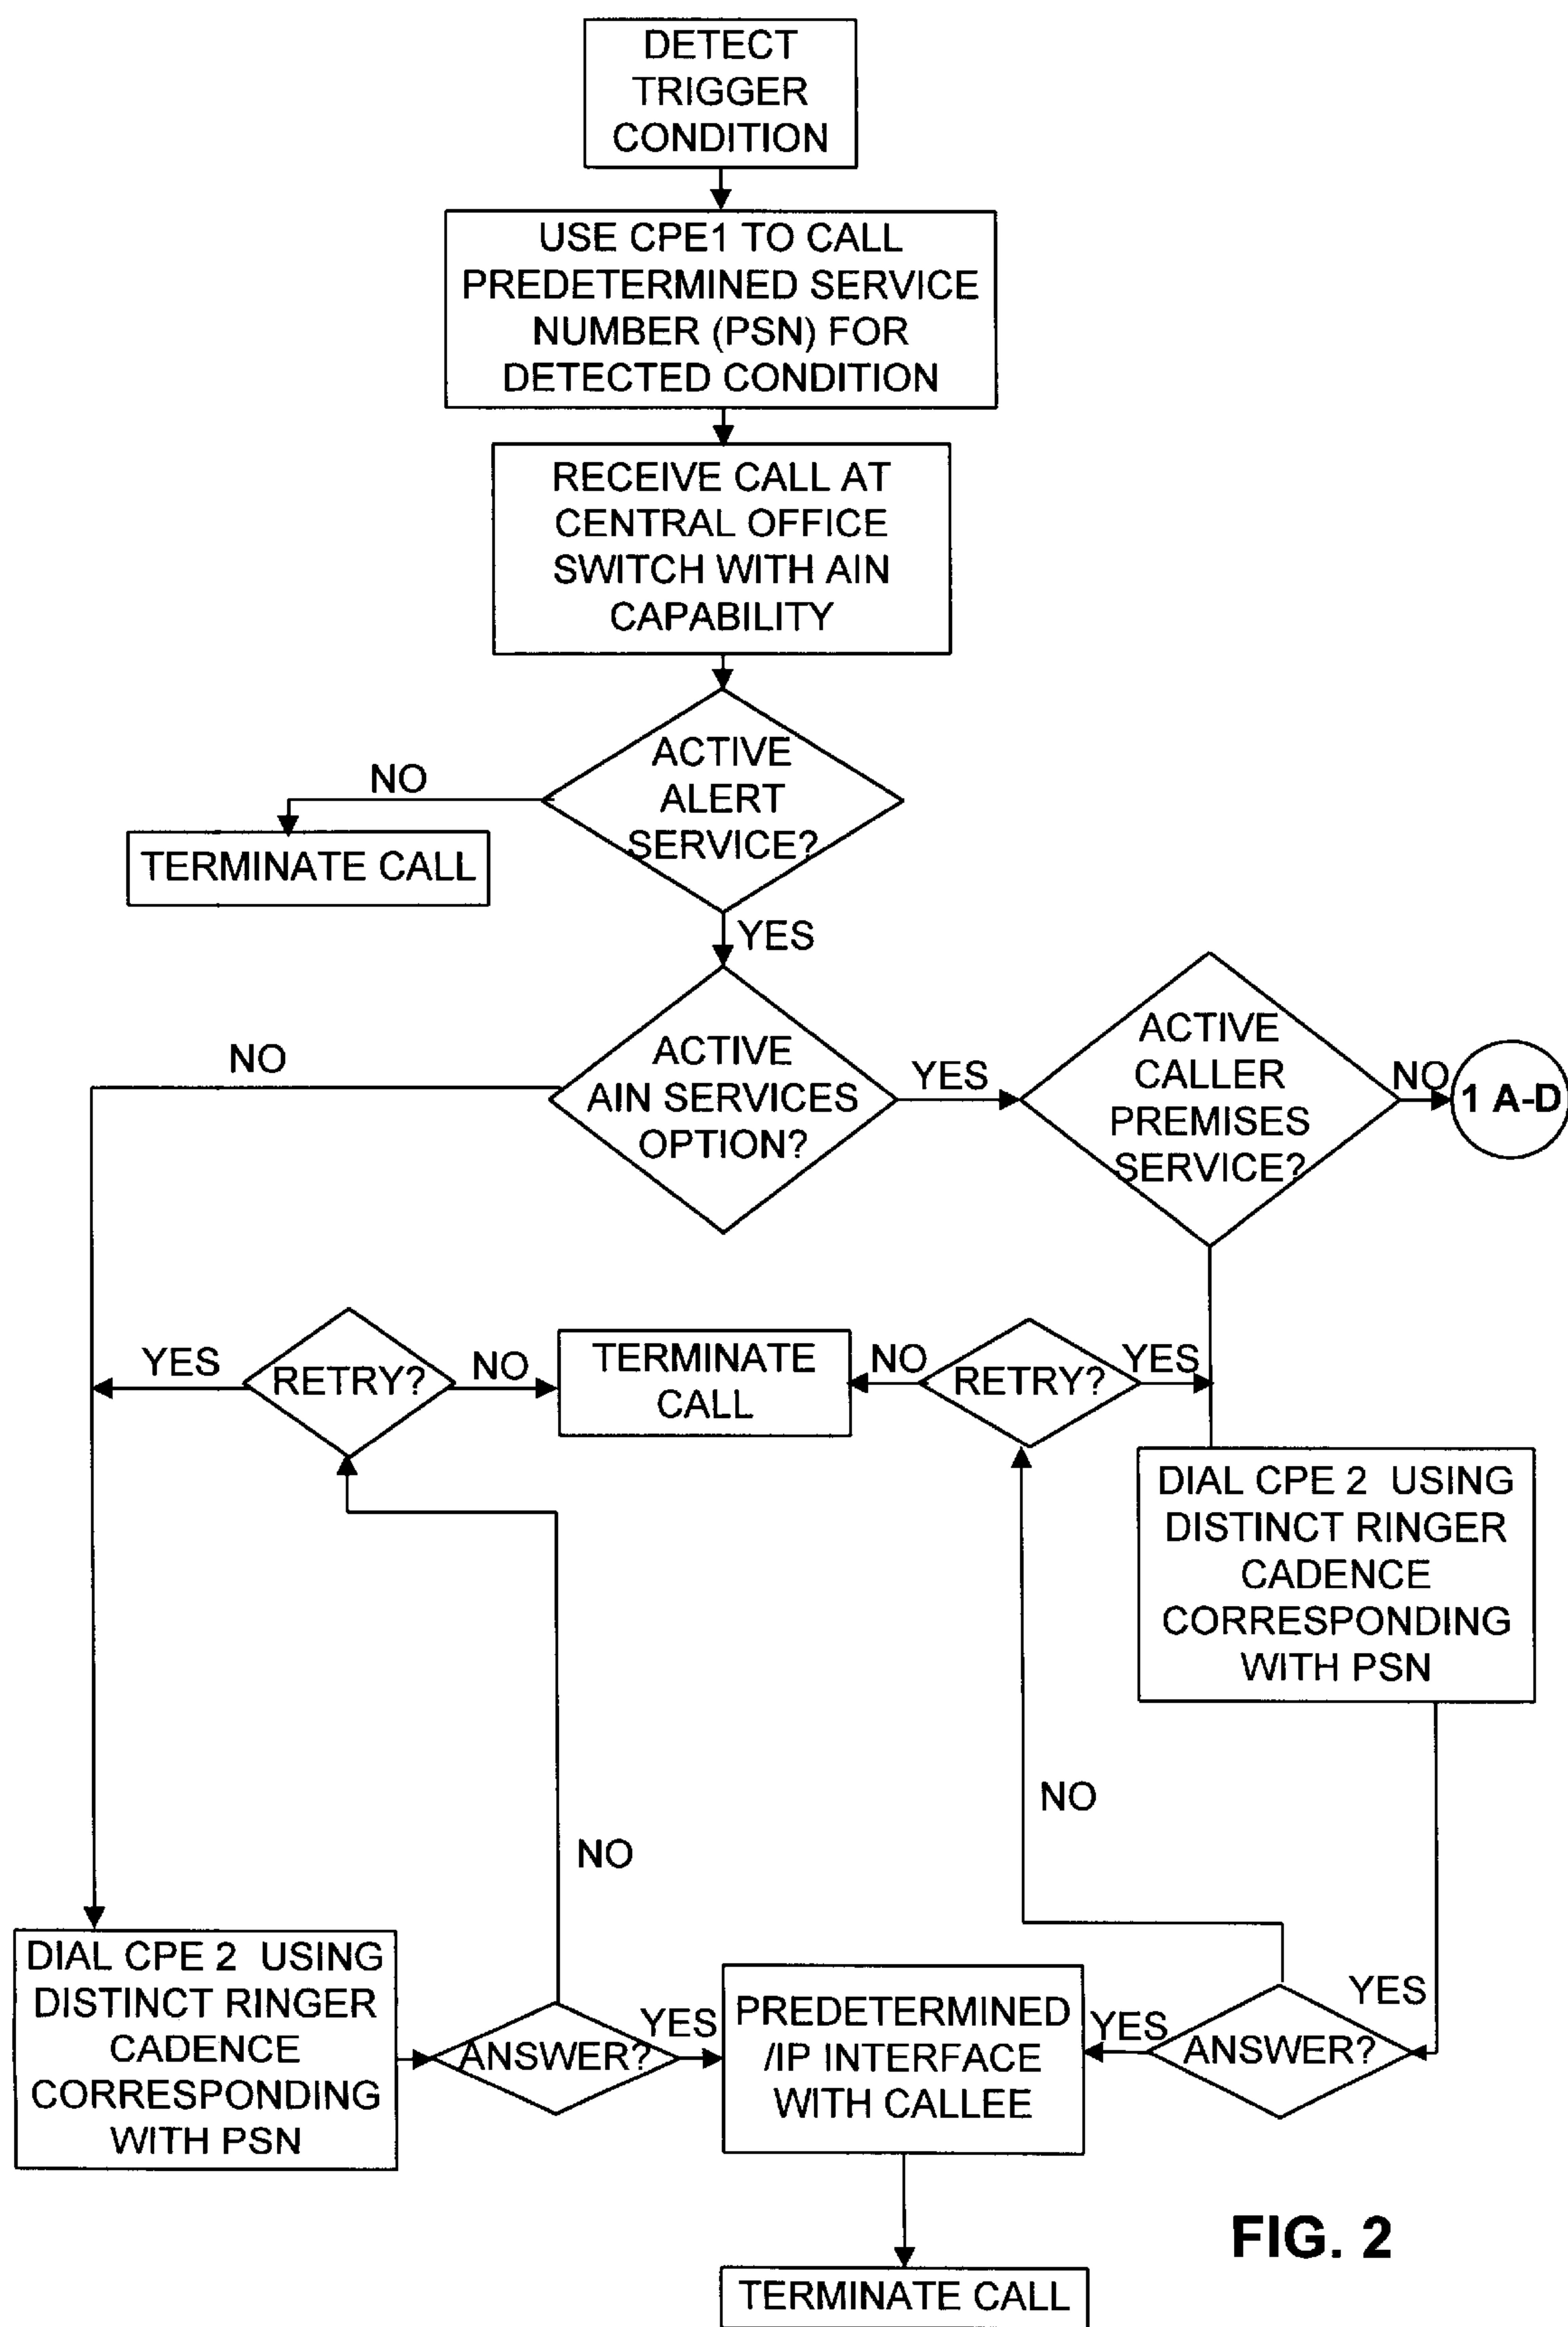 DETECT
TRIGGER
CONDITION
USE CPE1 TO CALL
PREDETERMINED SERVICE
NUMBER (PSN) FOR
DETECTED CONDITION
RECEIVE CALL AT
CENTRAL OFFICE
SWITCH WITH AIN
CAPABILITY
ACTIVE
ALERT
SERVICE?
NO
TERMINATE CALL
YES
ACTIVE
AIN SERVICES
OPTION?
NO
YES
ACTIVE
CALLER
PREMISES
SERVICE?
NO
1 A-D
YES
RETRY?
NO
TERMINATE
CALL
NO
RETRY?
YES
DIAL CPE 2 USING
DISTINCT RINGER
CADENCE
CORRESPONDING
WITH PSN
NO
NO
DIAL CPE 2 USING
DISTINCT RINGER
CADENCE
CORRESPONDING
WITH PSN
ANSWER?
YES
PREDETERMINED
/IP INTERFACE
WITH CALLEE
YES
ANSWER?
YES
TERMINATE CALL
FIG. 2